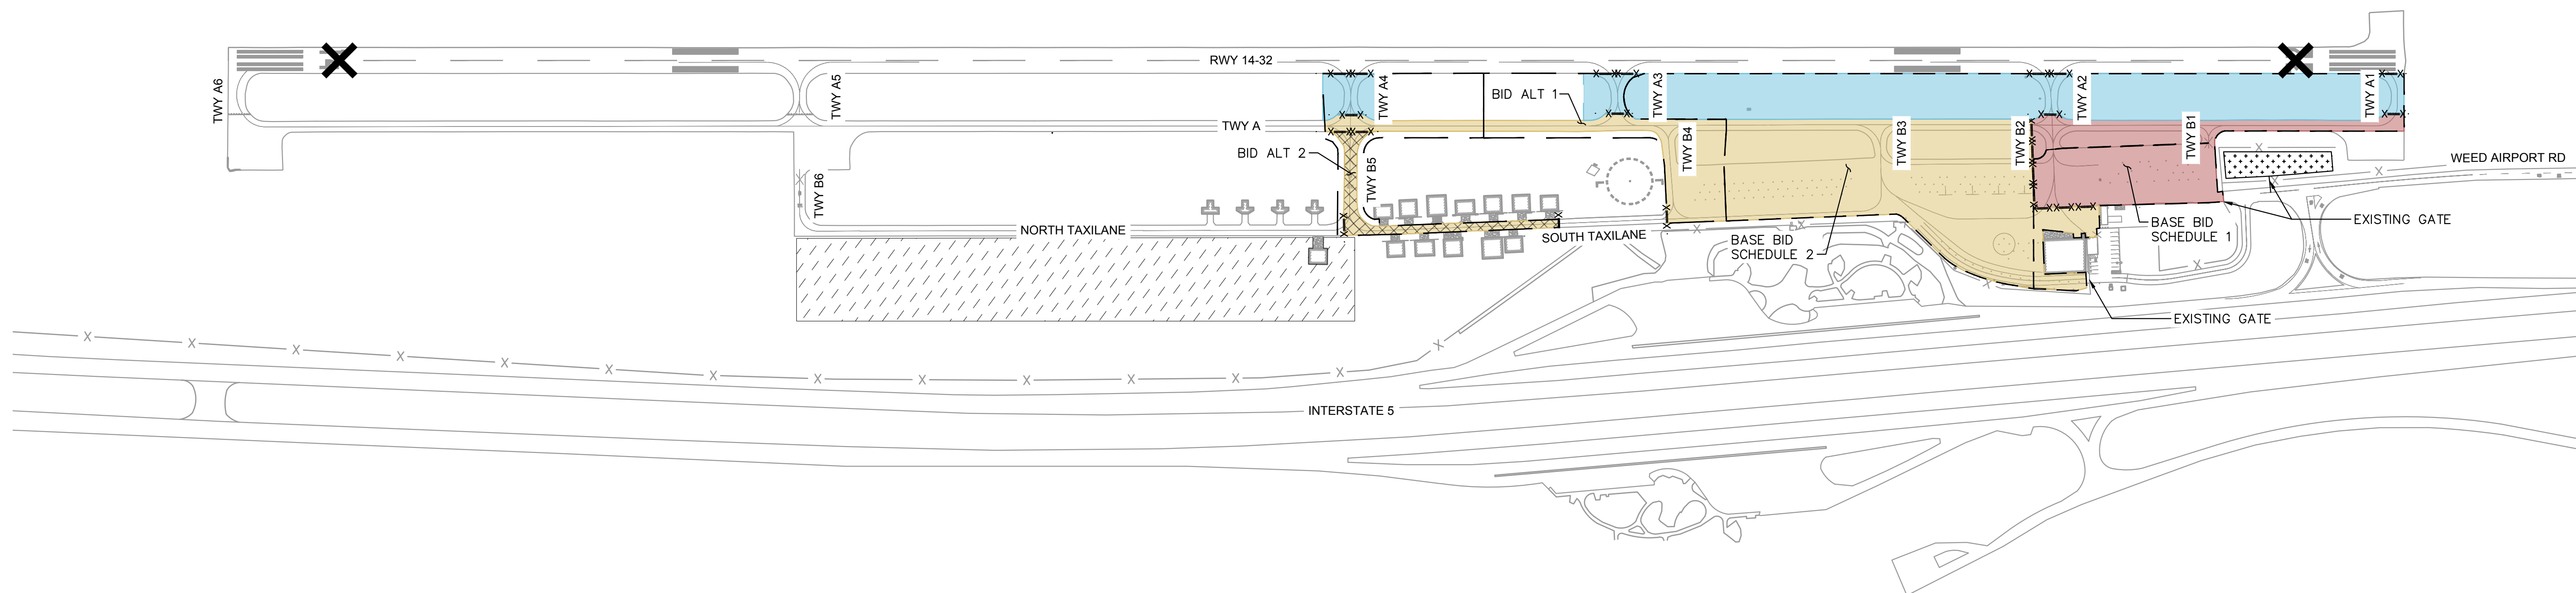 RWY 14-32
TWY A6
TWY A5
TWY A4
TWY A3
TWY A2
TWY A1
BID ALT 1
TWY A
BID ALT 2
TWY B6
TWY B5
TWY B4
TWY B3
TWY B2
TWY B1
WEED AIRPORT RD
NORTH TAXILANE
SOUTH TAXILANE
BASE BID
SCHEDULE 2
BASE BID
SCHEDULE 1
EXISTING GATE
EXISTING GATE
INTERSTATE 5